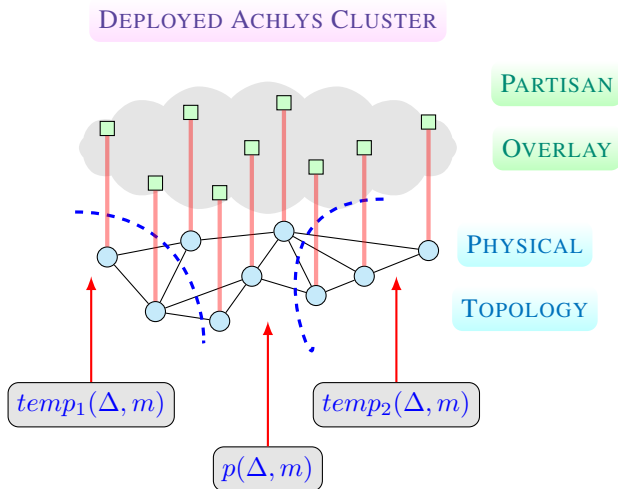 DEPLOYED ACHLYS CLUSTER
PARTISAN
OVERLAY
PHYSICAL
TOPOLOGY
temp₁(Δ, m)
temp₂(Δ, m)
p(Δ, m)